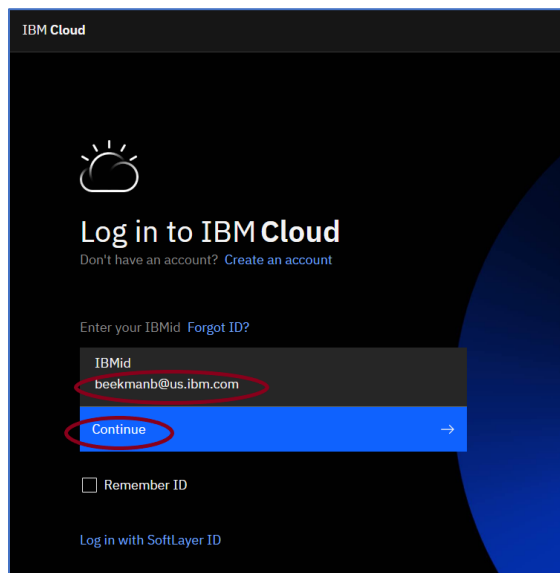 IBM Cloud
Log in to IBM Cloud
Don't have an account? Create an account
Enter your IBMid Forgot ID?
IBMid
beekmanb@us.ibm.com
Continue →
Remember ID
Log in with SoftLayer ID